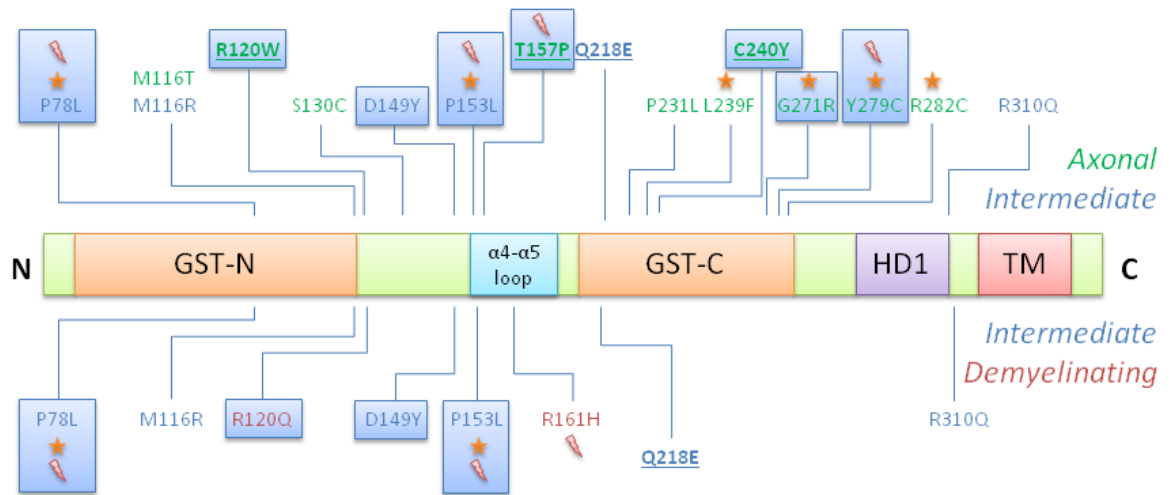 R120W
T157P
Q218E
C240Y
M116T
P78L
M116R
S130C
D149Y
P153L
P231L
L239F
G271R
Y279C
R282C
R310Q
Axonal
Intermediate
N
GST-N
α4-α5
loop
GST-C
HD1
TM
C
Intermediate
Demyelinating
P78L
M116R
R120Q
D149Y
P153L
R161H
R310Q
Q218E